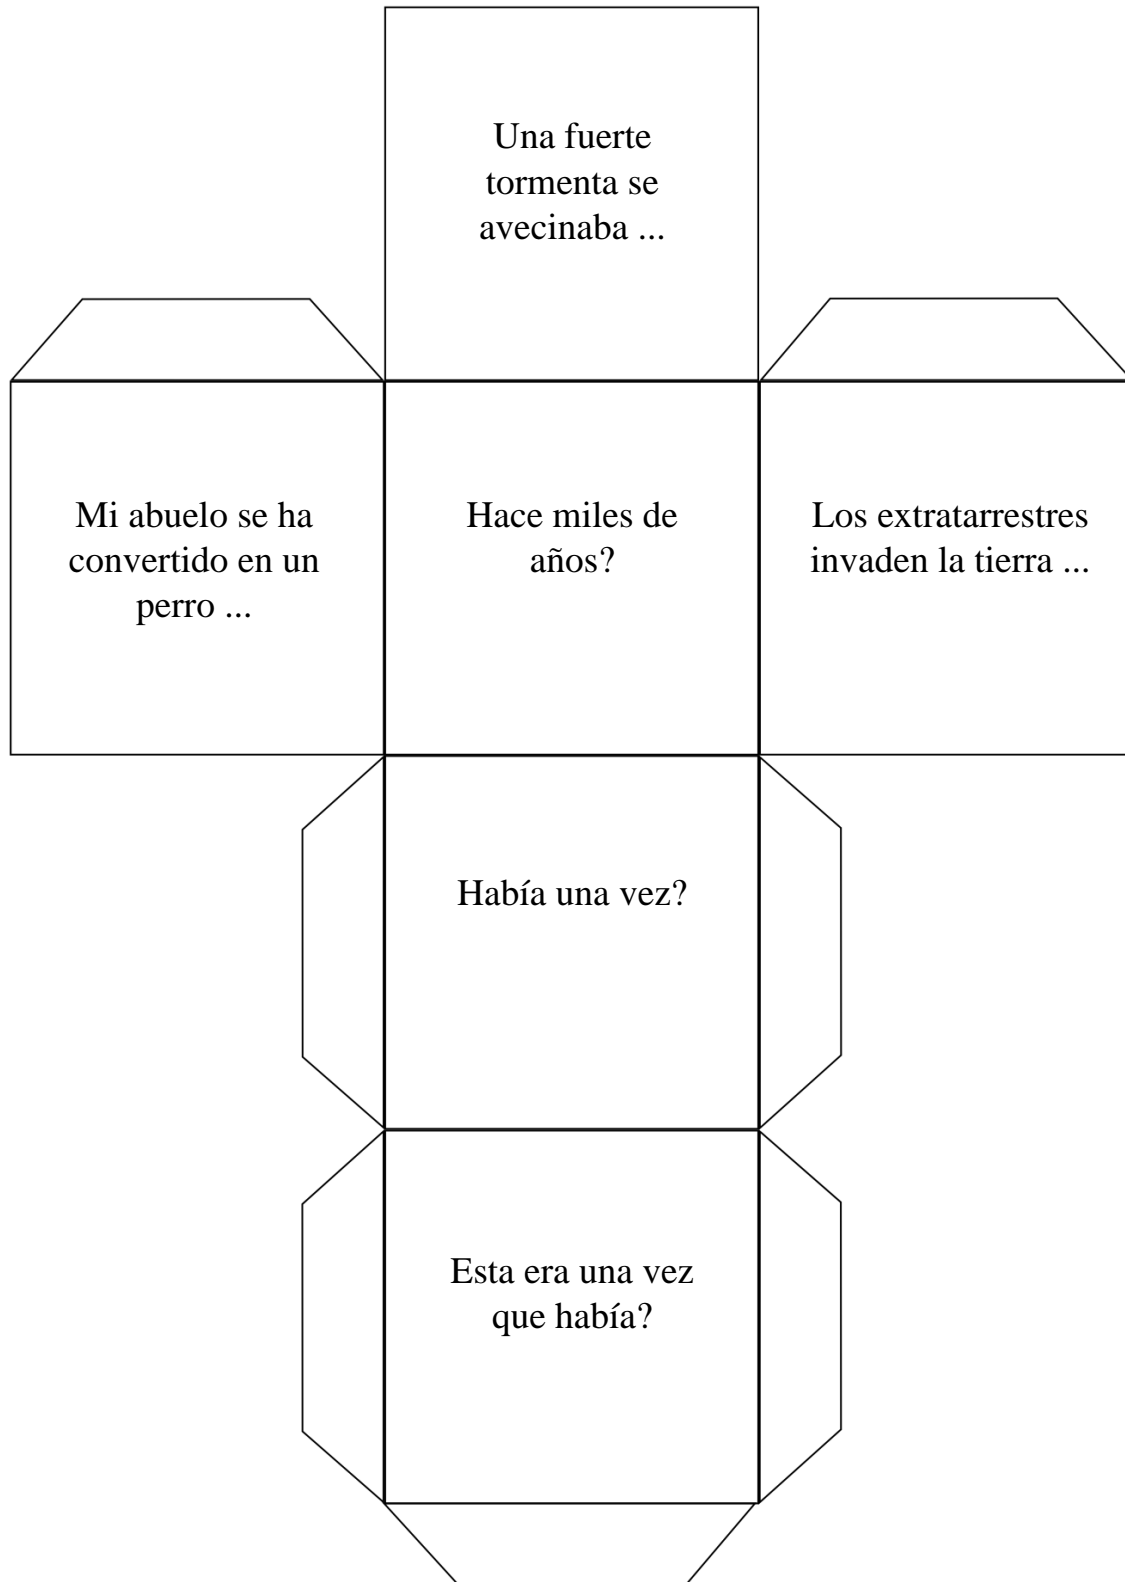 Una fuerte
tormenta se
avecinaba ...
Mi abuelo se ha
convertido en un
perro ...
Hace miles de
años?
Los extratarrestres
invaden la tierra ...
Había una vez?
Esta era una vez
que había?